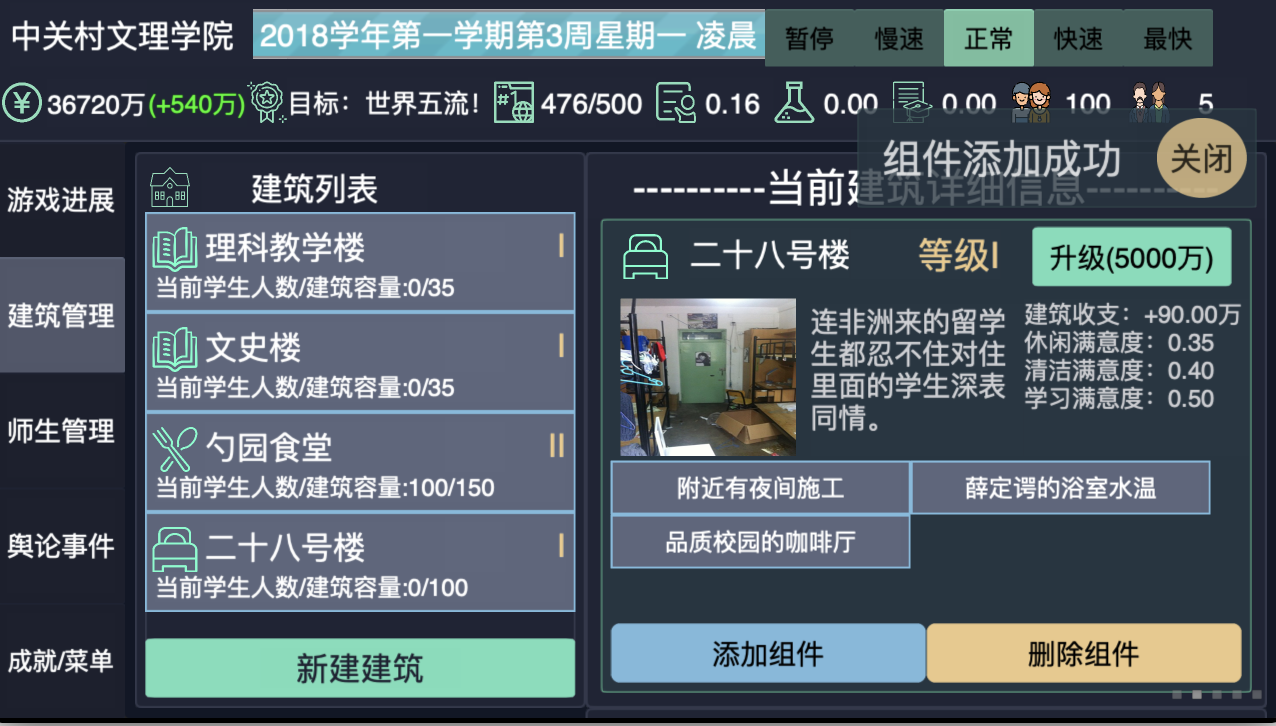 中关村文理学院
2018学年第一学期第3周星期一 凌晨
暂停 慢速 正常 快速 最快
36720万(+540万) 目标：世界五流！ 476/500 0.16 0.00 0.00 100 5
组件添加成功 关闭
游戏进展
建筑管理
师生管理
舆论事件
成就/菜单
建筑列表
理科教学楼 I
当前学生人数/建筑容量:0/35
文史楼 I
当前学生人数/建筑容量:0/35
勺园食堂 II
当前学生人数/建筑容量:100/150
二十八号楼 I
当前学生人数/建筑容量:0/100
新建建筑
----------当前建筑详细信息----------
二十八号楼 等级I 升级(5000万)
连非洲来的留学
生都忍不住对住
里面的学生深表
同情。
建筑收支：+90.00万
休闲满意度：0.35
清洁满意度：0.40
学习满意度：0.50
附近有夜间施工 薛定谔的浴室水温
品质校园的咖啡厅
添加组件 删除组件